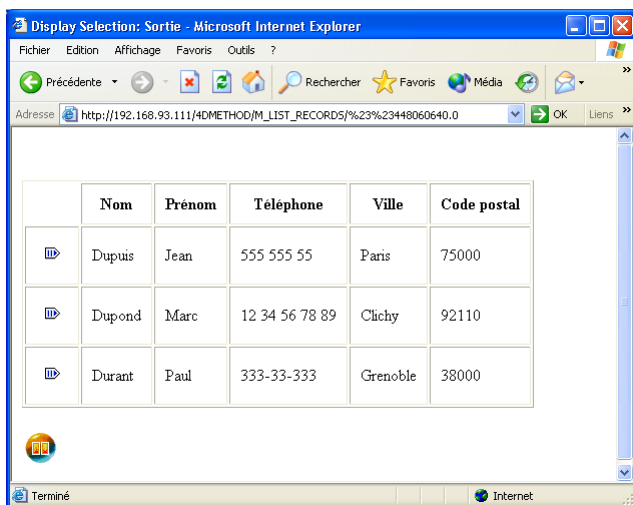 Display Selection: Sortie - Microsoft Internet Explorer
Fichier Edition Affichage Favoris Outils ?
Précédente Rechercher Favoris Média »
Adresse http://192.168.93.111/4DMETHOD/M_LIST_RECORDS/%23%23448060640.0 OK Liens »
Nom Prénom Téléphone Ville Code postal
Dupuis Jean 555 555 55 Paris 75000
Dupond Marc 12 34 56 78 89 Clichy 92110
Durant Paul 333-33-333 Grenoble 38000
Terminé Internet